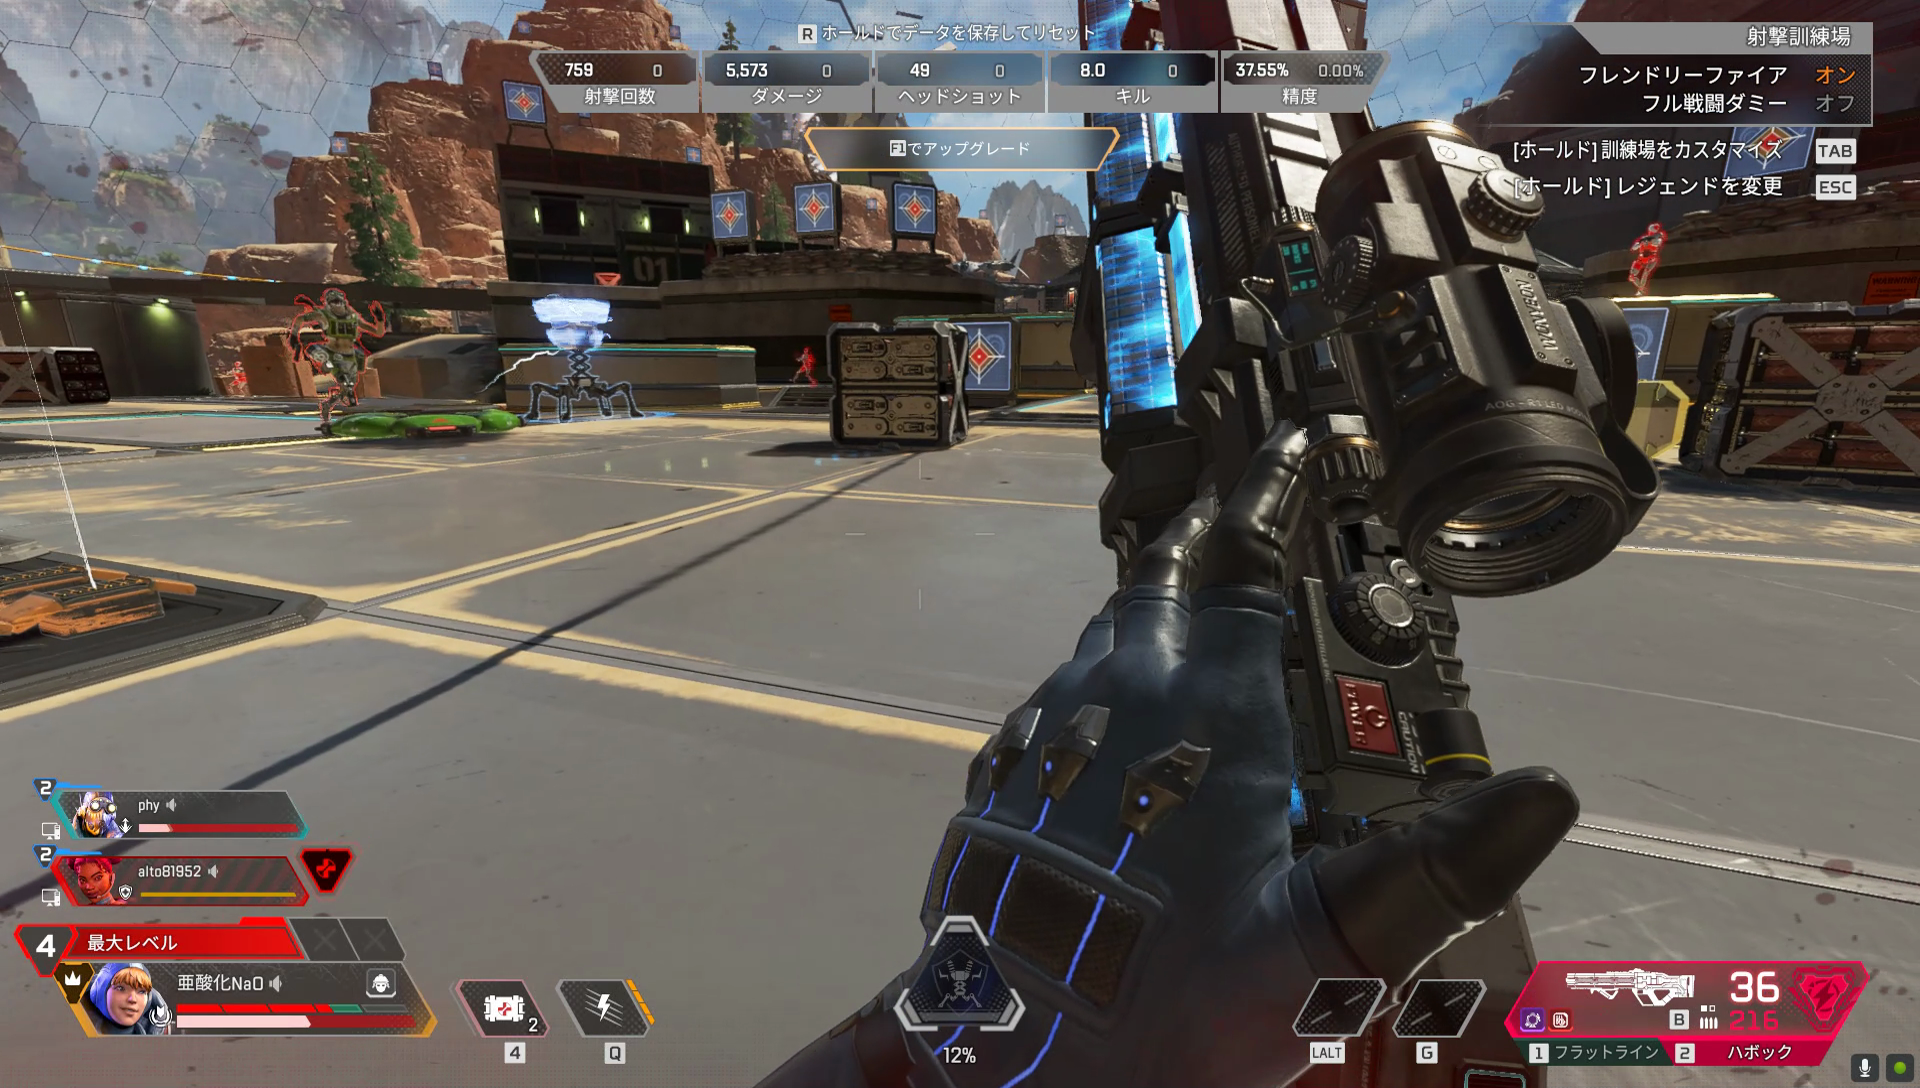 R ホールドでデータを保存してリセット
759 0 5,573 0 49 0 8.0 0 37.55% 0.00%
射撃回数 ダメージ ヘッドショット キル 精度
F1でアップグレード
射撃訓練場
フレンドリーファイア オン
フル戦闘ダミー オフ
[ホールド]訓練場をカスタマイズ TAB
[ホールド]レジェンドを変更 ESC
01
WARNING
AOG
POWER
CAUTION
2
phy
2
alto81952
4 最大レベル
亜酸化NaO
2
4
Q
12%
LALT
G
36
B 216
1 フラットライン 2 ハボック